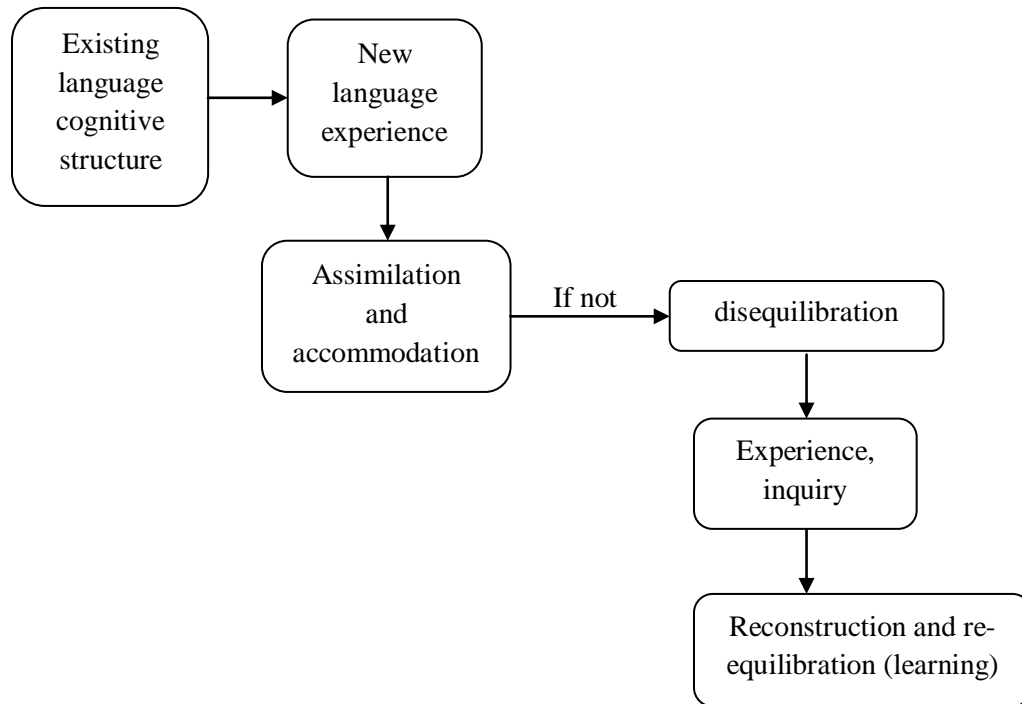 Existing
language
cognitive
structure
New
language
experience
Assimilation
and
accommodation
If not
disequilibration
Experience,
inquiry
Reconstruction and re-
equilibration (learning)